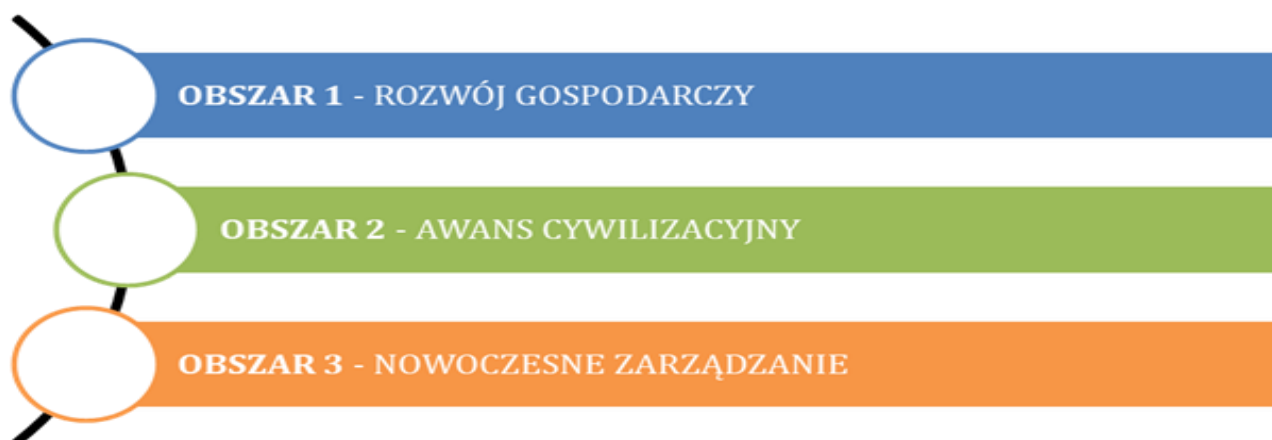 OBSZAR 1 - ROZWÓJ GOSPODARCZY
OBSZAR 2 - AWANS CYWILIZACYJNY
OBSZAR 3 - NOWOCZESNE ZARZĄDZANIE